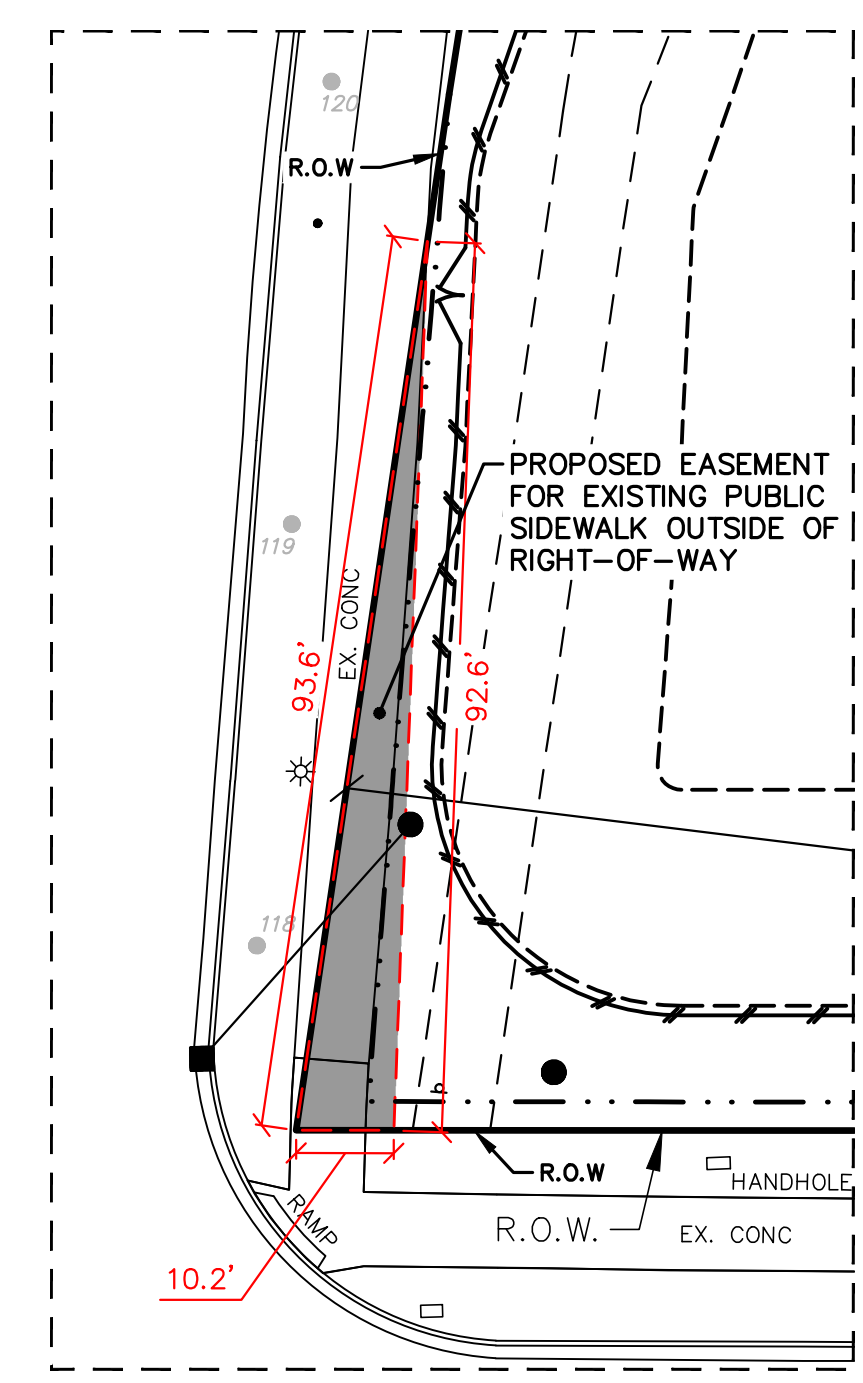 120
R.O.W
PROPOSED EASEMENT
FOR EXISTING PUBLIC
SIDEWALK OUTSIDE OF
RIGHT-OF-WAY
119
EX. CONC
93.6'
92.6'
118
P
R.O.W
HANDHOLE
RAMP
R.O.W.
EX. CONC
10.2'